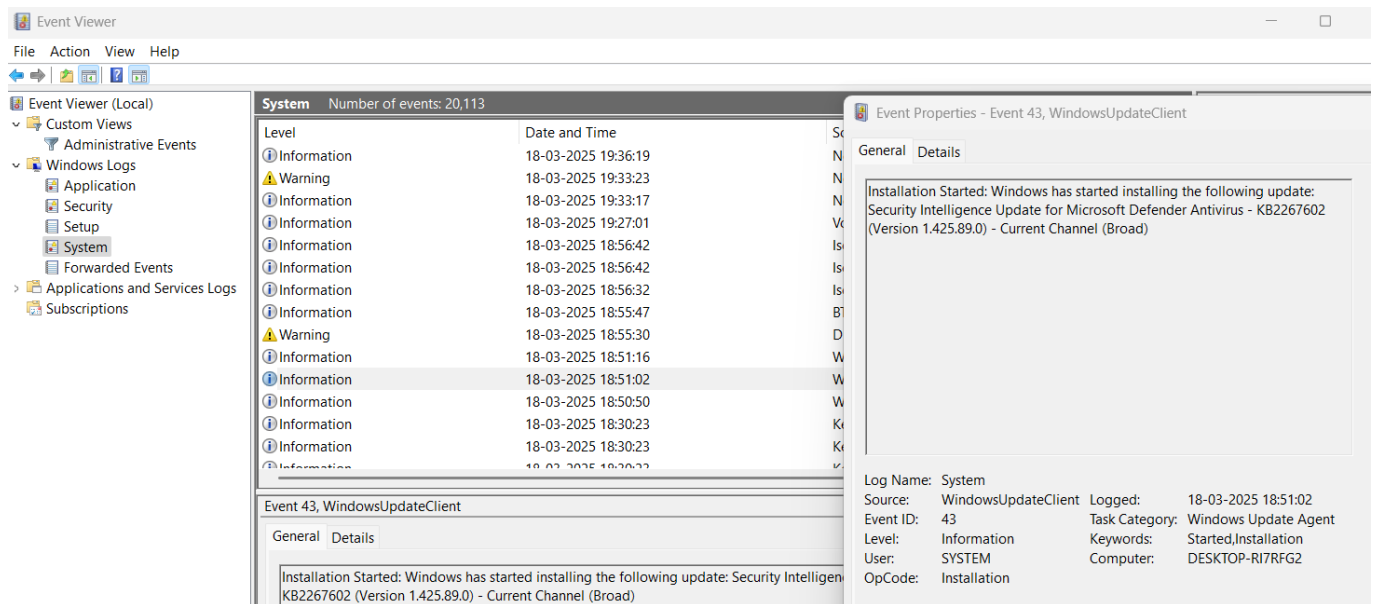 Event Viewer
File Action View Help
Event Viewer (Local)
Custom Views
Administrative Events
Windows Logs
Application
Security
Setup
System
Forwarded Events
Applications and Services Logs
Subscriptions
System Number of events: 20,113
Level Date and Time
Information 18-03-2025 19:36:19
Warning 18-03-2025 19:33:23
Information 18-03-2025 19:33:17
Information 18-03-2025 19:27:01
Information 18-03-2025 18:56:42
Information 18-03-2025 18:56:42
Information 18-03-2025 18:56:32
Information 18-03-2025 18:55:47
Warning 18-03-2025 18:55:30
Information 18-03-2025 18:51:16
Information 18-03-2025 18:51:02
Information 18-03-2025 18:50:50
Information 18-03-2025 18:30:23
Information 18-03-2025 18:30:23
Information 18-03-2025 18:30:23
Event 43, WindowsUpdateClient
General Details
Installation Started: Windows has started installing the following update: Security
KB2267602 (Version 1.425.89.0) - Current Channel (Broad)
Event Properties - Event 43, WindowsUpdateClient
General Details
Installation Started: Windows has started installing the following update:
Security Intelligence Update for Microsoft Defender Antivirus - KB2267602
(Version 1.425.89.0) - Current Channel (Broad)
Log Name: System
Source: WindowsUpdateClient Logged: 18-03-2025 18:51:02
Event ID: 43 Task Category: Windows Update Agent
Level: Information Keywords: Started,Installation
User: SYSTEM Computer: DESKTOP-RI7RFG2
OpCode: Installation